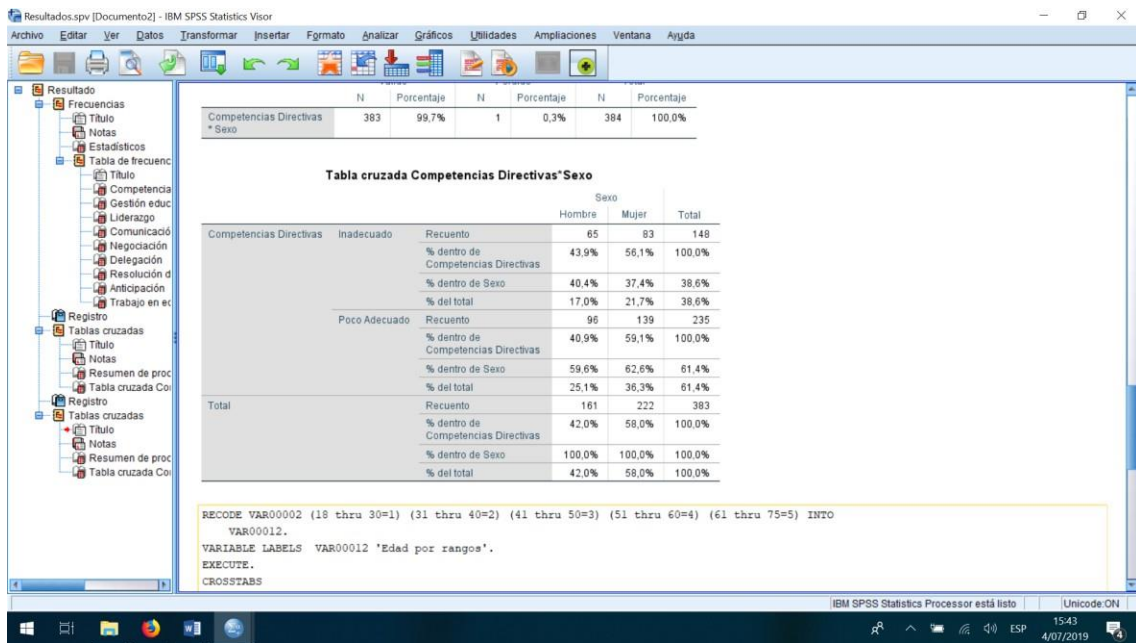 Resultados.spv [Documento2] - IBM SPSS Statistics Visor
Archivo Editar Ver Datos Transformar Insertar Formato Analizar Gráficos Utilidades Ampliaciones Ventana Ayuda
Resultado
Frecuencias
Título
Notas
Estadísticos
Tabla de frecuenc
Título
Competencia
Gestión educ
Liderazgo
Comunicació
Negociación
Delegación
Resolución d
Anticipación
Trabajo en ec
Registro
Tablas cruzadas
Título
Notas
Resumen de proc
Tabla cruzada Co
Registro
Tablas cruzadas
Título
Notas
Resumen de proc
Tabla cruzada Co
N Porcentaje N Porcentaje N Porcentaje
Competencias Directivas 383 99,7% 1 0,3% 384 100,0%
* Sexo
Tabla cruzada Competencias Directivas*Sexo
Sexo
Hombre Mujer Total
Competencias Directivas Inadecuado Recuento 65 83 148
% dentro de Competencias Directivas 43,9% 56,1% 100,0%
% dentro de Sexo 40,4% 37,4% 38,6%
% del total 17,0% 21,7% 38,6%
Poco Adecuado Recuento 96 139 235
% dentro de Competencias Directivas 40,9% 59,1% 100,0%
% dentro de Sexo 59,6% 62,6% 61,4%
% del total 25,1% 36,3% 61,4%
Total Recuento 161 222 383
% dentro de Competencias Directivas 42,0% 58,0% 100,0%
% dentro de Sexo 100,0% 100,0% 100,0%
% del total 42,0% 58,0% 100,0%
RECODE VAR00002 (18 thru 30=1) (31 thru 40=2) (41 thru 50=3) (51 thru 60=4) (61 thru 75=5) INTO
VAR00012.
VARIABLE LABELS VAR00012 'Edad por rangos'.
EXECUTE.
CROSSTABS
IBM SPSS Statistics Processor está listo Unicode:ON
ESP 15:43
4/07/2019
4